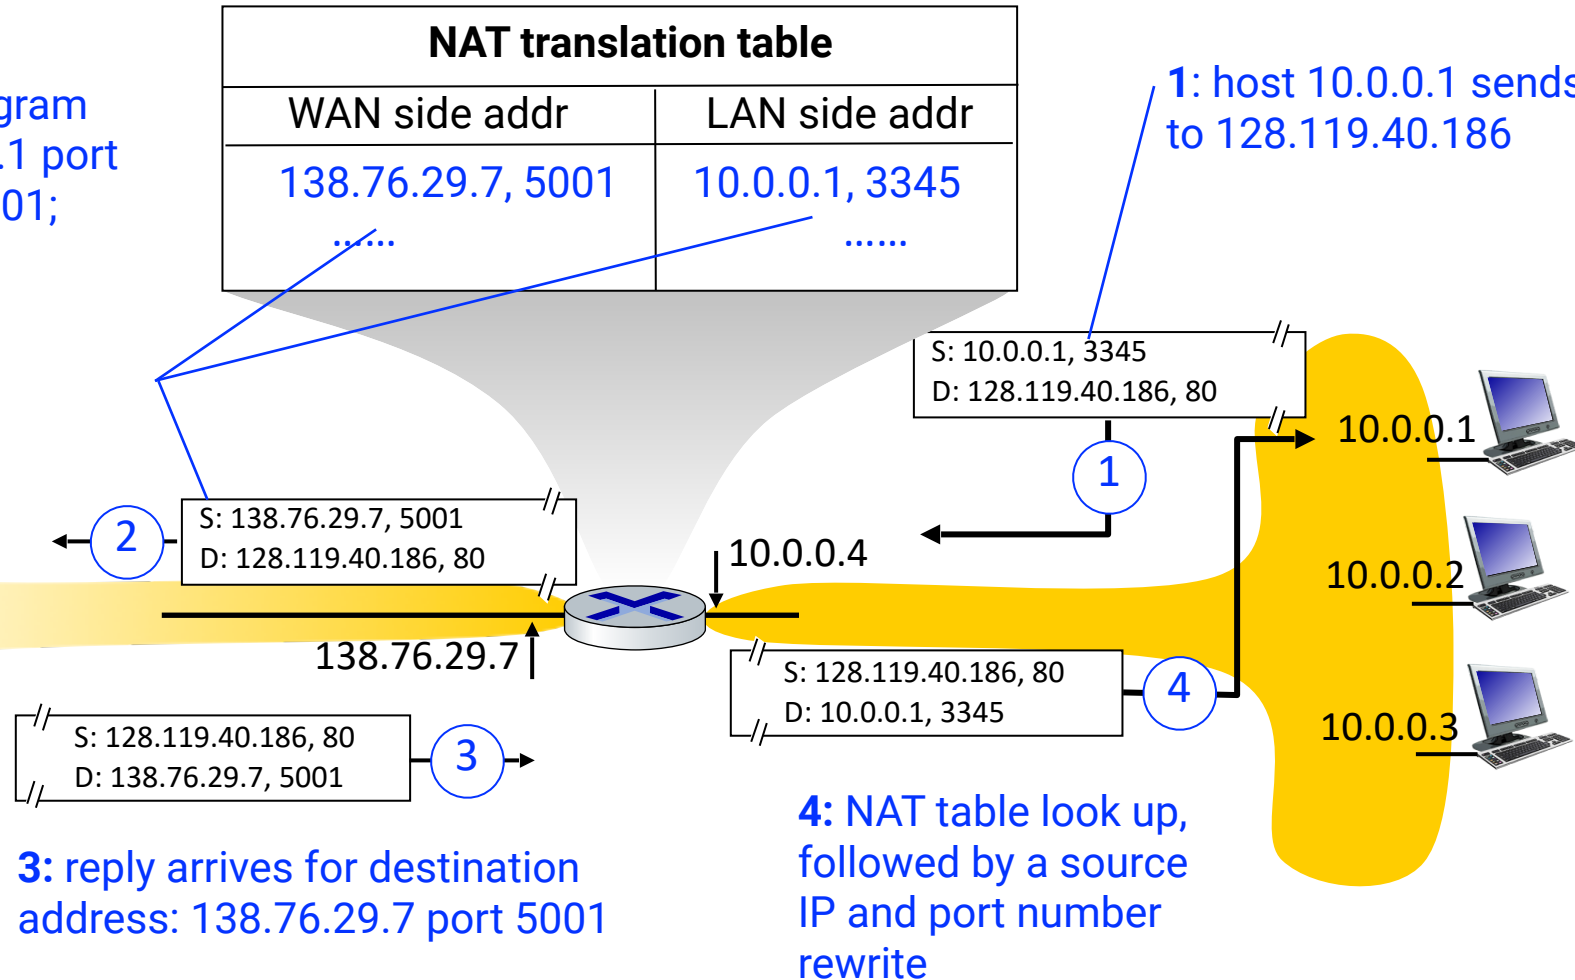 NAT translation table
WAN side addr LAN side addr
138.76.29.7, 5001 10.0.0.1, 3345
...... ......
gram
.1 port
01;
1: host 10.0.0.1 sends
to 128.119.40.186
S: 10.0.0.1, 3345
D: 128.119.40.186, 80
1
10.0.0.1
2
S: 138.76.29.7, 5001
D: 128.119.40.186, 80
10.0.0.4
10.0.0.2
138.76.29.7
S: 128.119.40.186, 80
D: 10.0.0.1, 3345
4
10.0.0.3
S: 128.119.40.186, 80
D: 138.76.29.7, 5001
3
3: reply arrives for destination
address: 138.76.29.7 port 5001
4: NAT table look up,
followed by a source
IP and port number
rewrite